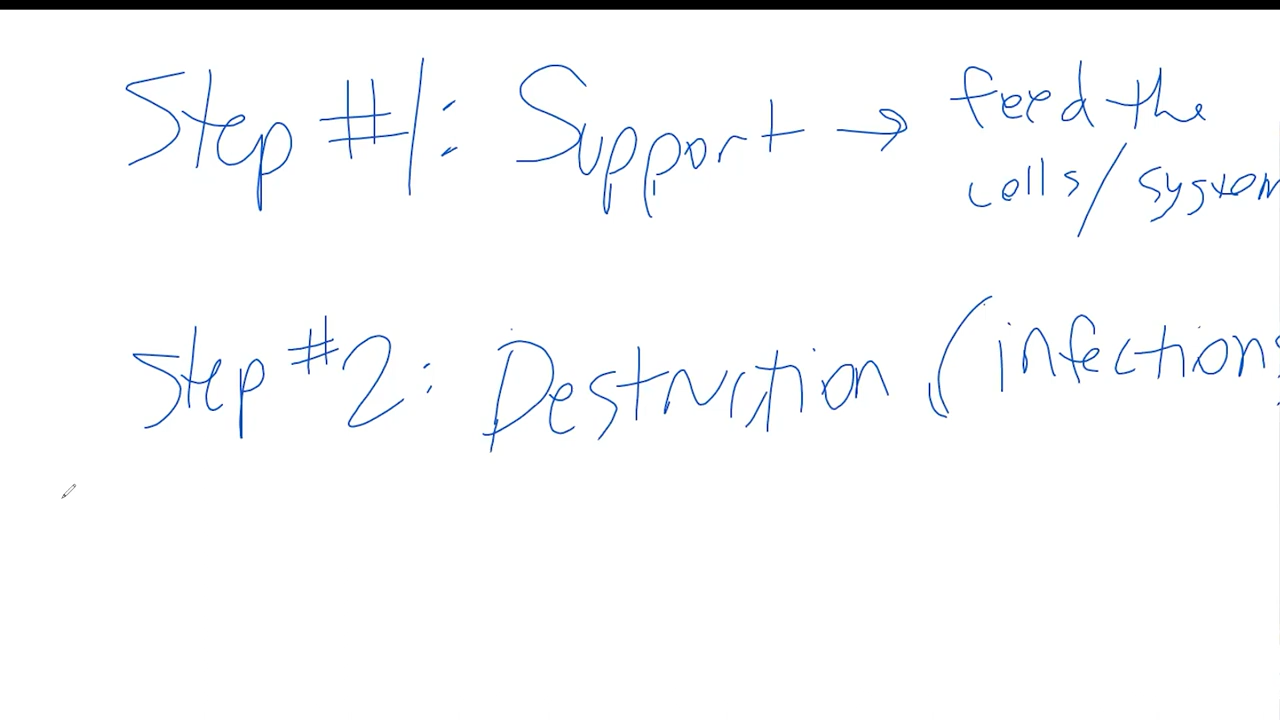 Step #1: Support → feed the
cells/system
Step #2: Destruction (infections